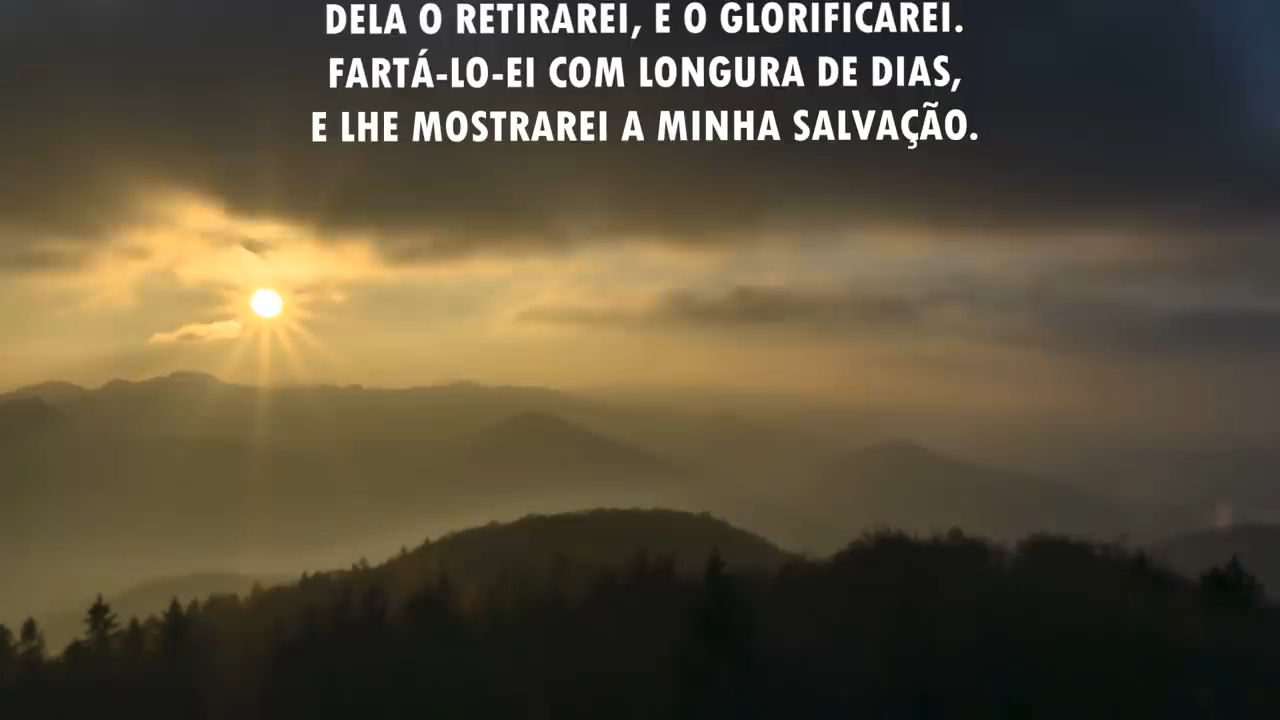 DELA O RETIRAREI, E O GLORIFICAREI.
FARTÁ-LO-EI COM LONGURA DE DIAS,
E LHE MOSTRAREI A MINHA SALVAÇÃO.